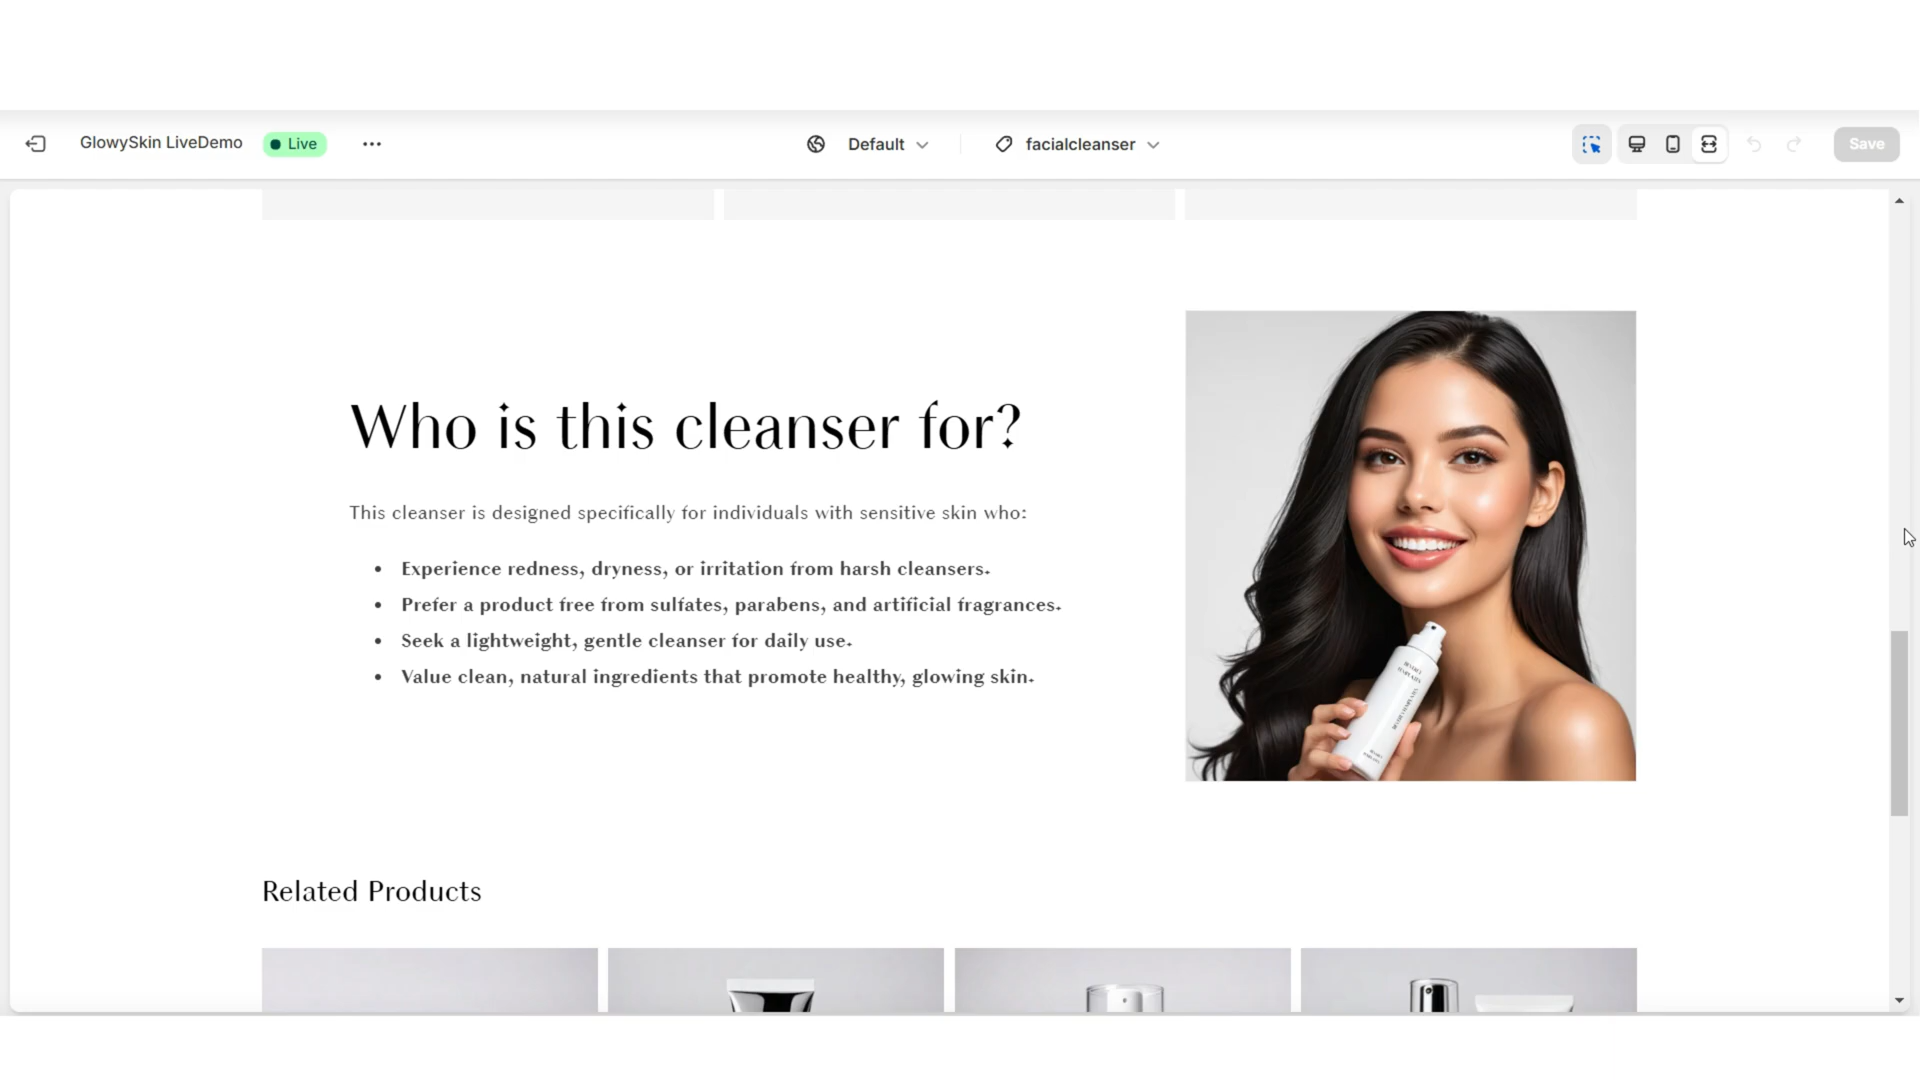 GlowySkin LiveDemo
Live
Default
facialcleanser
Save
Who is this cleanser for?
This cleanser is designed specifically for individuals with sensitive skin who:
• Experience redness, dryness, or irritation from harsh cleansers.
• Prefer a product free from sulfates, parabens, and artificial fragrances.
• Seek a lightweight, gentle cleanser for daily use.
• Value clean, natural ingredients that promote healthy, glowing skin.
Related Products